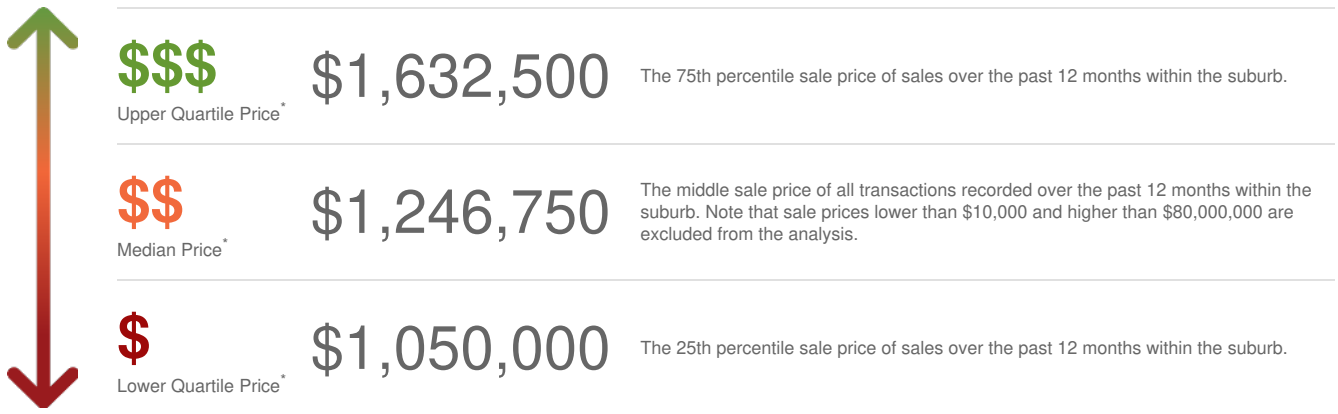 $$$
Upper Quartile Price*
$1,632,500
The 75th percentile sale price of sales over the past 12 months within the suburb.
$$
Median Price*
$1,246,750
The middle sale price of all transactions recorded over the past 12 months within the
suburb. Note that sale prices lower than $10,000 and higher than $80,000,000 are
excluded from the analysis.
$
Lower Quartile Price*
$1,050,000
The 25th percentile sale price of sales over the past 12 months within the suburb.